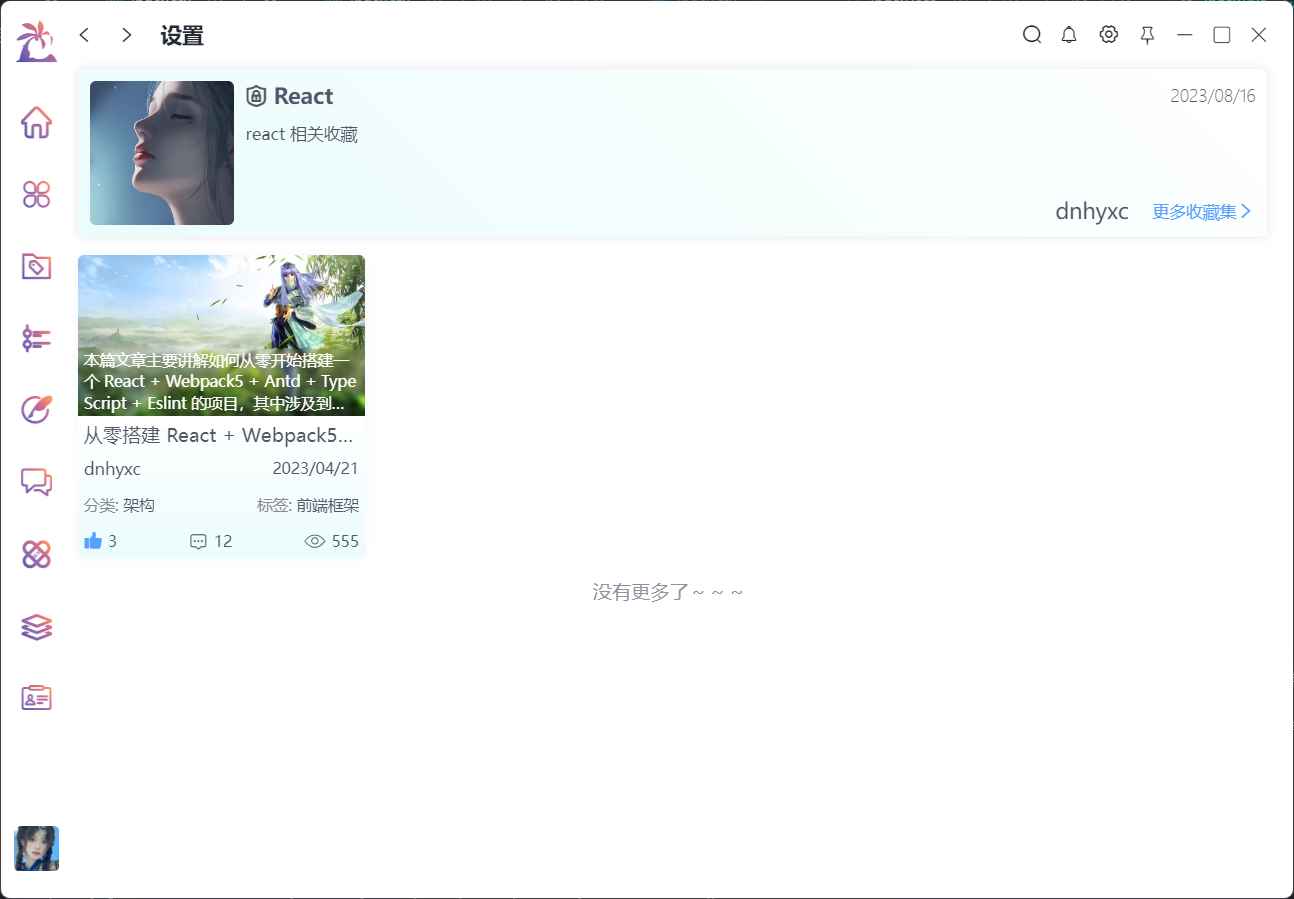 设置
React
2023/08/16
react 相关收藏
dnhyxc 更多收藏集
本篇文章主要讲解如何从零开始搭建一
个 React + Webpack5 + Antd + Type
Script + Eslint 的项目，其中涉及到...
从零搭建 React + Webpack5...
dnhyxc 2023/04/21
分类: 架构 标签: 前端框架
3 12 555
没有更多了~ ~ ~